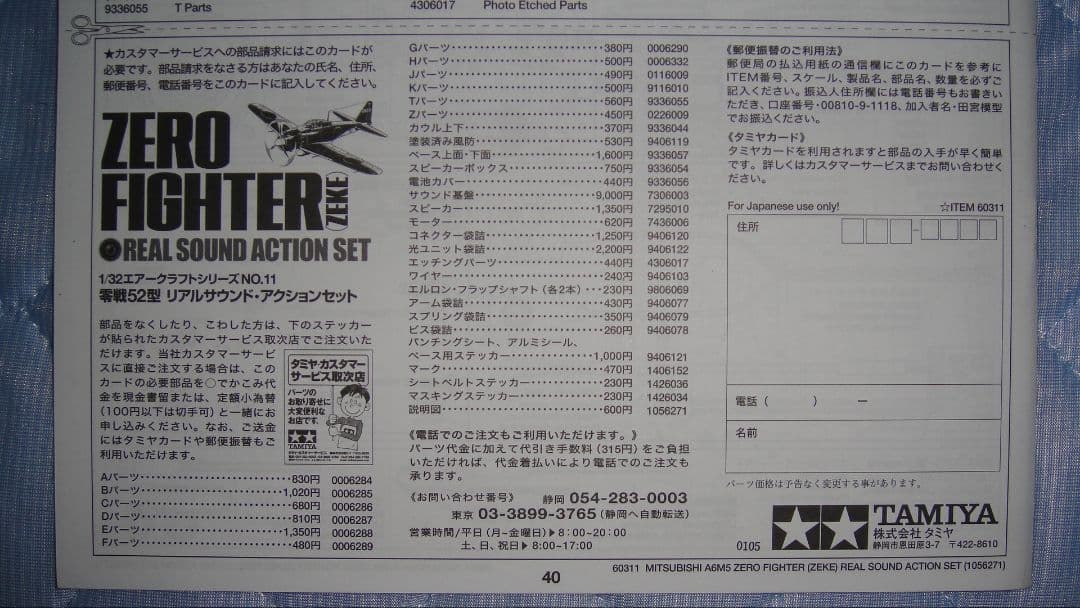 9336055 T Parts
4306017 Photo Etched Parts
★カスタマーサービスへの部品請求にはこのカードが
必要です。部品請求をなさる方はあなたの氏名、住所、
郵便番号、電話番号をこのカードに記入してください。
ZERO
FIGHTER
ZEKE
REAL SOUND ACTION SET
1/32エアークラフトシリーズNO.11
零戦52型 リアルサウンド・アクションセット
部品をなくしたり、こわした方は、下のステッカー
が貼られたカスタマーサービス取次店でご注文いた
だけます。当社カスタマーサービ
スに直接ご注文する場合は、この
カードの必要部品を○でかこみ代
金を現金書留または、定額小為替
(100円以下は切手可)と一緒にお
申し込みください。なお、ご送金
にはタミヤカードや郵便振替もご
利用いただけます。
タミヤ・カスタマー
サービス取次店
パーツの
お取り寄せに
大変便利な
お店です。
TAMIYA
Aパーツ‥‥‥‥‥‥‥‥‥830円 0006284
Bパーツ‥‥‥‥‥‥‥‥‥1,020円 0006285
Cパーツ‥‥‥‥‥‥‥‥‥680円 0006286
Dパーツ‥‥‥‥‥‥‥‥‥810円 0006287
Eパーツ‥‥‥‥‥‥‥‥‥1,350円 0006288
Fパーツ‥‥‥‥‥‥‥‥‥480円 0006289
Gパーツ‥‥‥‥‥‥‥‥‥380円 0006290
Hパーツ‥‥‥‥‥‥‥‥‥500円 0006332
Jパーツ‥‥‥‥‥‥‥‥‥490円 0116009
Kパーツ‥‥‥‥‥‥‥‥‥500円 9116010
Tパーツ‥‥‥‥‥‥‥‥‥560円 9336055
Zパーツ‥‥‥‥‥‥‥‥‥450円 0226009
カウル上下‥‥‥‥‥‥‥‥370円 9336044
塗装済み風防‥‥‥‥‥‥‥530円 9406119
ベース上面・下面‥‥‥‥‥1,600円 9336057
スピーカーボックス‥‥‥‥750円 9336054
電池カバー‥‥‥‥‥‥‥‥440円 9336056
サウンド基盤‥‥‥‥‥‥‥9,000円 7306003
スピーカー‥‥‥‥‥‥‥‥1,350円 7295010
モーター‥‥‥‥‥‥‥‥‥620円 7436006
コネクター袋詰‥‥‥‥‥‥1,250円 9406120
光ユニット袋詰‥‥‥‥‥‥2,200円 9406122
エッチングパーツ‥‥‥‥‥440円 4306017
ワイヤー‥‥‥‥‥‥‥‥‥240円 9406103
エルロン・フラップシャフト(各2本)‥‥230円 9806069
アーム袋詰‥‥‥‥‥‥‥‥430円 9406077
スプリング袋詰‥‥‥‥‥‥350円 9406079
ビス袋詰‥‥‥‥‥‥‥‥‥260円 9406078
パンチングシート、アルミシール、
ベース用ステッカー‥‥‥‥1,000円 9406121
マーク‥‥‥‥‥‥‥‥‥‥470円 1406152
シートベルトステッカー‥‥230円 1426036
マスキングステッカー‥‥‥230円 1426034
説明図‥‥‥‥‥‥‥‥‥‥600円 1056271
《電話でのご注文もご利用いただけます。》
パーツ代金に加えて代引き手数料(315円)をご負担
いただければ、代金着払いにより電話でのご注文も
承ります。
《お問い合わせ番号》 静岡 054-283-0003
東京 03-3899-3765(静岡へ自動転送)
営業時間/平日(月~金曜日)▶8:00~20:00
土、日、祝日▶8:00~17:00
《郵便振替のご利用法》
郵便局の払込用紙の通信欄にこのカードを参考に
ITEM番号、スケール、製品名、部品名、数量を必ずご
記入ください。振込人住所欄には電話番号もお書きい
ただき、口座番号・00810-9-1118、加入者名・田宮模型
でお振込ください。
《タミヤカード》
タミヤカードを利用されますと部品の入手が早く簡単
です。詳しくはカスタマーサービスまでお問い合わせく
ださい。
For Japanese use only! ☆ITEM 60311
住所
電話( ) ー
名前
パーツ価格は予告なく変更する事があります。
0105
TAMIYA
株式会社 タミヤ
静岡市恩田原3-7 〒422-8610
60311 MITSUBISHI A6M5 ZERO FIGHTER (ZEKE) REAL SOUND ACTION SET (1056271)
40